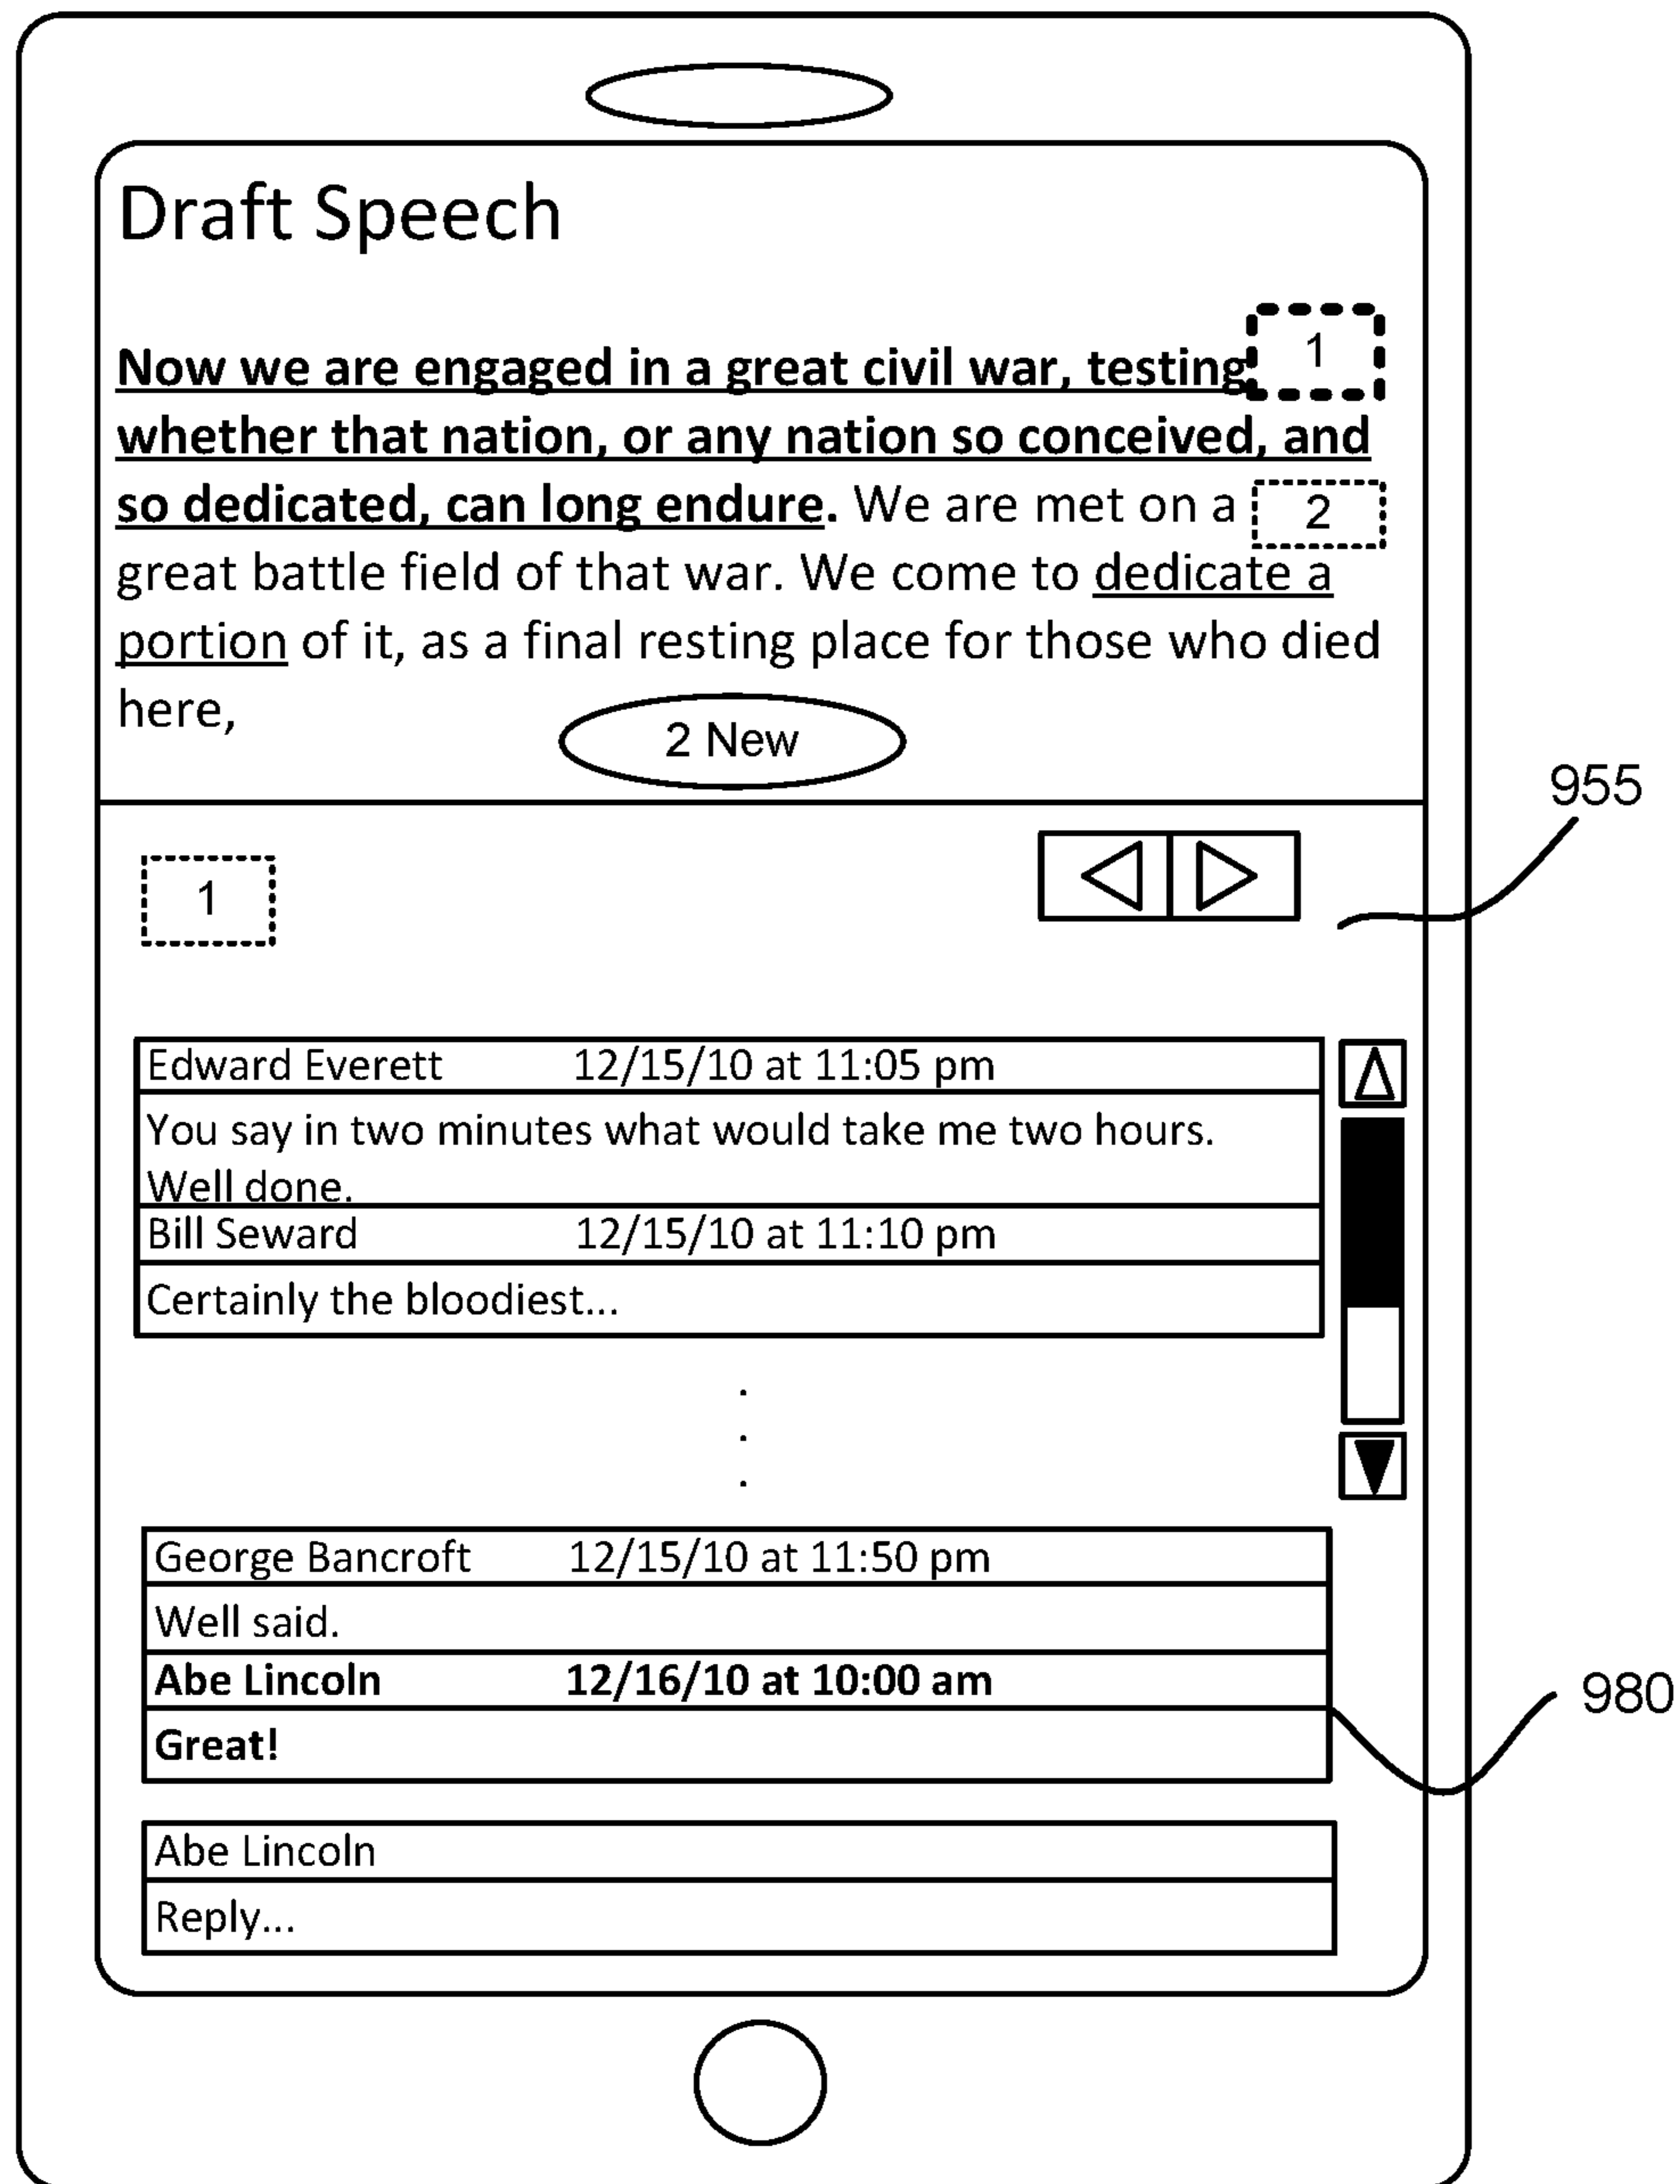 Draft Speech
Now we are engaged in a great civil war, testing 1
whether that nation, or any nation so conceived, and
so dedicated, can long endure. We are met on a 2
great battle field of that war. We come to dedicate a
portion of it, as a final resting place for those who died
here,
2 New
955
1
Edward Everett 12/15/10 at 11:05 pm
You say in two minutes what would take me two hours.
Well done.
Bill Seward 12/15/10 at 11:10 pm
Certainly the bloodiest...
George Bancroft 12/15/10 at 11:50 pm
Well said.
Abe Lincoln 12/16/10 at 10:00 am
980
Great!
Abe Lincoln
Reply...